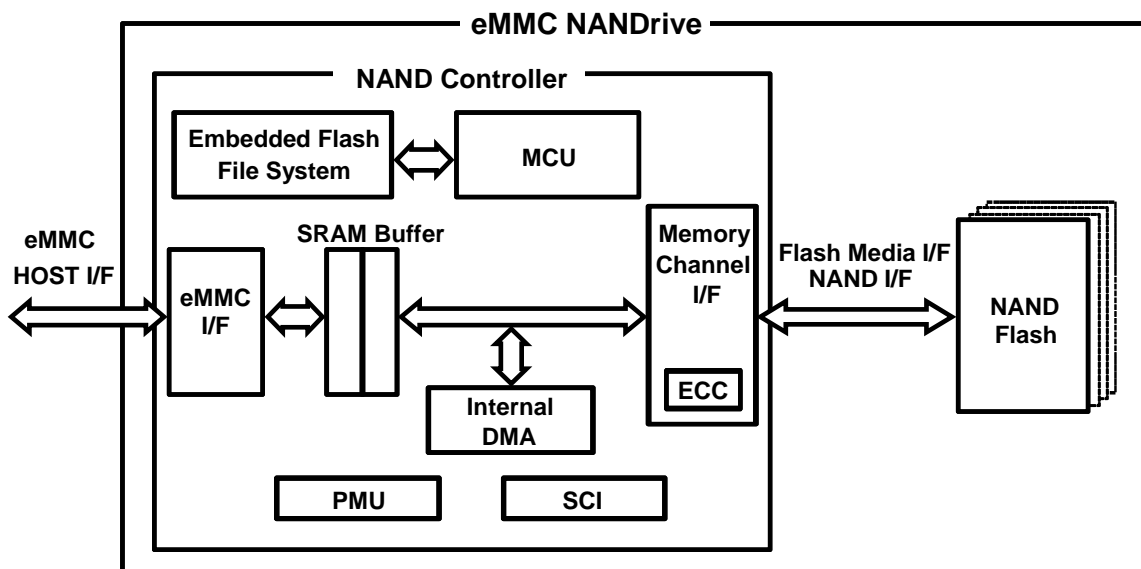 eMMC NANDrive
NAND Controller
Embedded Flash
File System
MCU
eMMC
HOST I/F
eMMC
I/F
SRAM Buffer
Memory
Channel
I/F
ECC
Flash Media I/F
NAND I/F
NAND
Flash
Internal
DMA
PMU
SCI